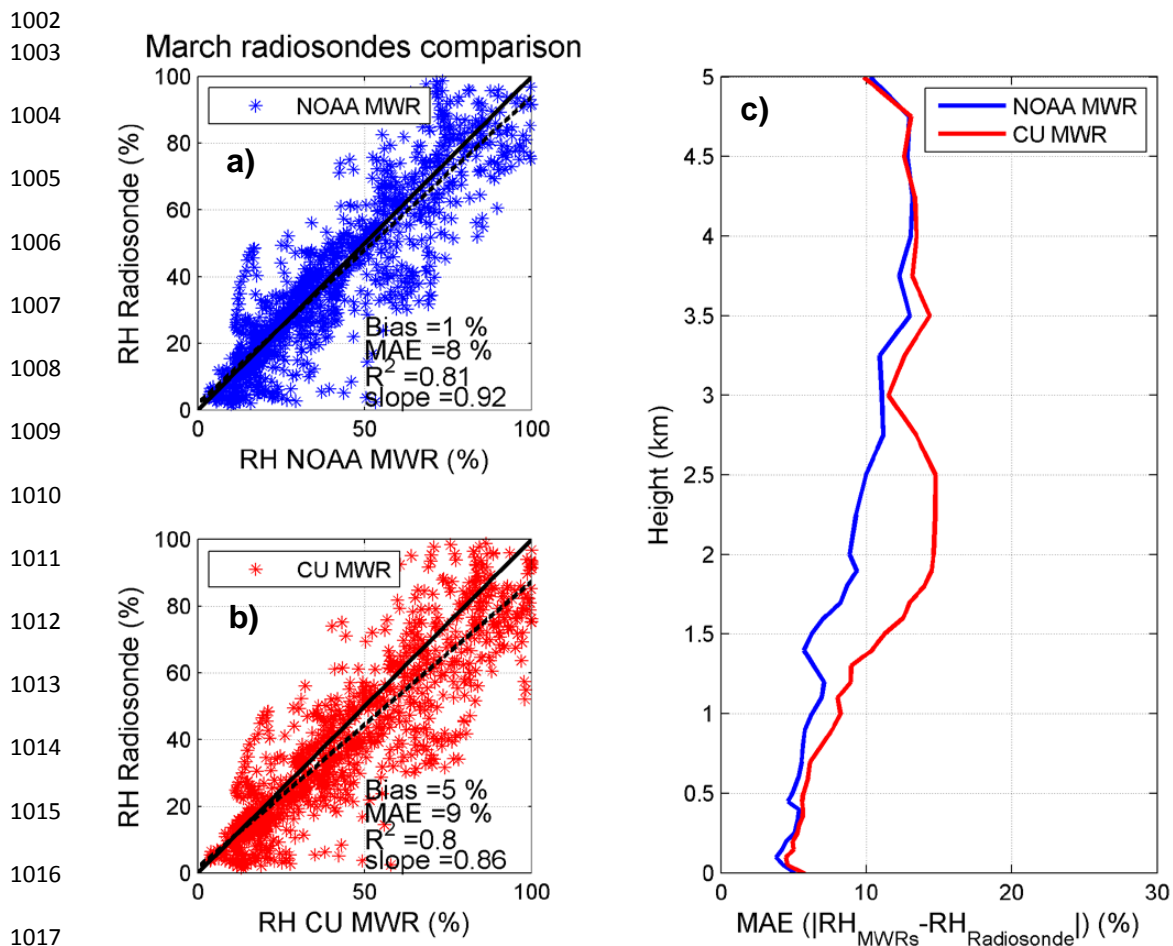 1002
1003
1004
1005
1006
1007
1008
1009
1010
1011
1012
1013
1014
1015
1016
1017
March radiosondes comparison
100
80
60
40
20
0
RH Radiosonde (%)
NOAA MWR
a)
Bias =1 %
MAE =8 %
R² =0.81
slope =0.92
0 50 100
RH NOAA MWR (%)
100
80
60
40
20
0
RH Radiosonde (%)
CU MWR
b)
Bias =5 %
MAE =9 %
R² =0.8
slope =0.86
0 50 100
RH CU MWR (%)
c)
NOAA MWR
CU MWR
5
4.5
4
3.5
3
2.5
2
1.5
1
0.5
0
Height (km)
0 10 20 30
MAE (|RH_MWRs-RH_Radiosonde|) (%)